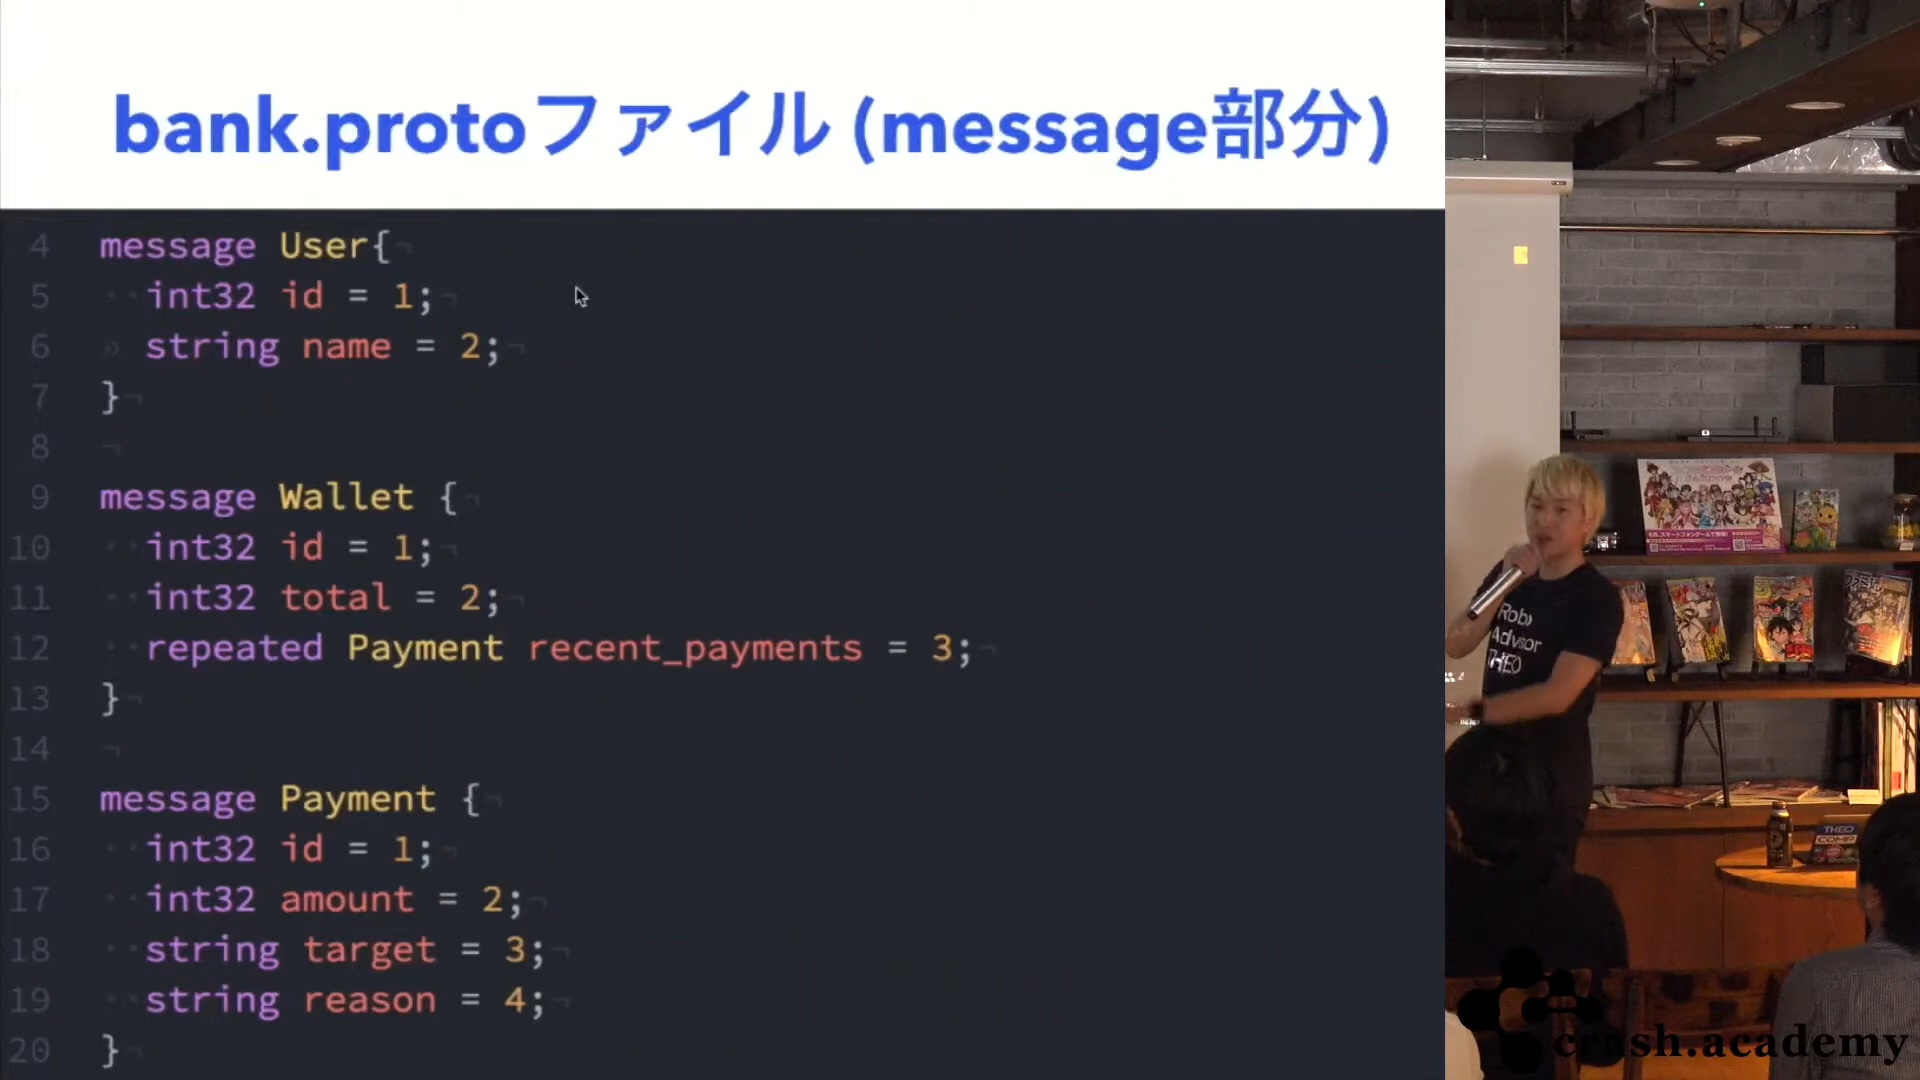 bank.protoファイル (message部分)
4 message User{
5 int32 id = 1;
6 string name = 2;
7 }
8
9 message Wallet {
10 int32 id = 1;
11 int32 total = 2;
12 repeated Payment recent_payments = 3;
13 }
14
15 message Payment {
16 int32 id = 1;
17 int32 amount = 2;
18 string target = 3;
19 string reason = 4;
20 }
Robo
Advisor
THEO
THEO
crash.academy